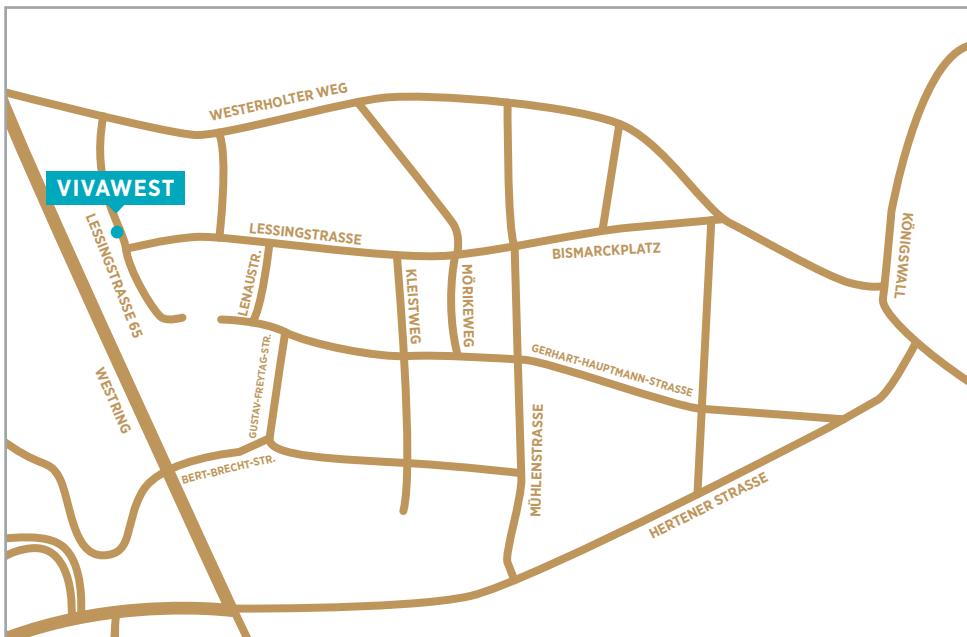 WESTERHOLTER WEG
VIVAWEST
LESSINGSTRASSE 65
LESSINGSTRASSE
BISMARCKPLATZ
KÖNIGSWALL
LENAUSTR.
KLEISTWEG
MÖRIKEWEG
GUSTAV-FREYTAG-STR.
GERHART-HAUPTMANN-STRASSE
WESTRING
BERT-BRECHT-STR.
MÜHLENSTRASSE
HERTENER STRASSE